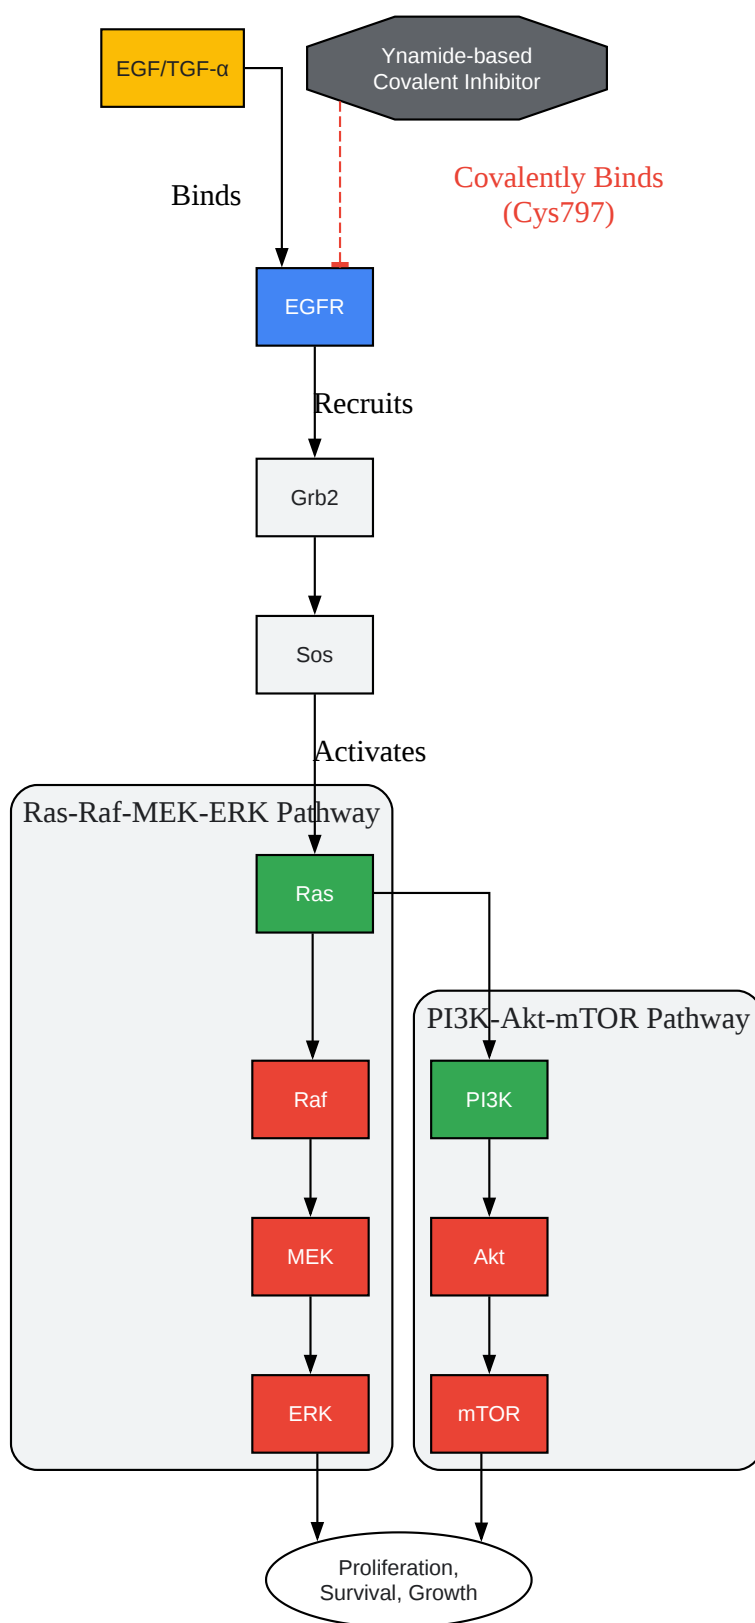 EGF/TGF-α
Ynamide-based
Covalent Inhibitor
Binds
Covalently Binds
(Cys797)
EGFR
Recruits
Grb2
Sos
Activates
Ras-Raf-MEK-ERK Pathway
Ras
PI3K-Akt-mTOR Pathway
Raf
PI3K
MEK
Akt
ERK
mTOR
Proliferation,
Survival, Growth